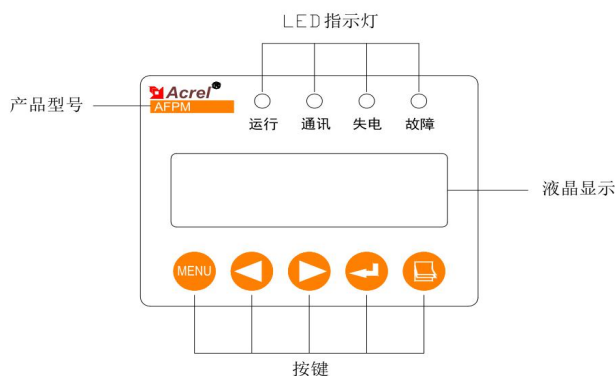 LED指示灯
Acrel
产品型号
AFPM
运行 通讯 失电 故障
液晶显示
MENU
按键